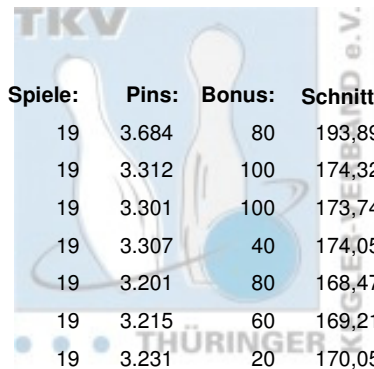 TKV
Spiele: Pins: Bonus: Schnitt
19 3.684 80 193,89
19 3.312 100 174,32
19 3.301 100 173,74
19 3.307 40 174,05
19 3.201 80 168,47
19 3.215 60 169,21
19 3.231 20 170,05
THÜRINGER
KEGLER-VERBAND e.V.